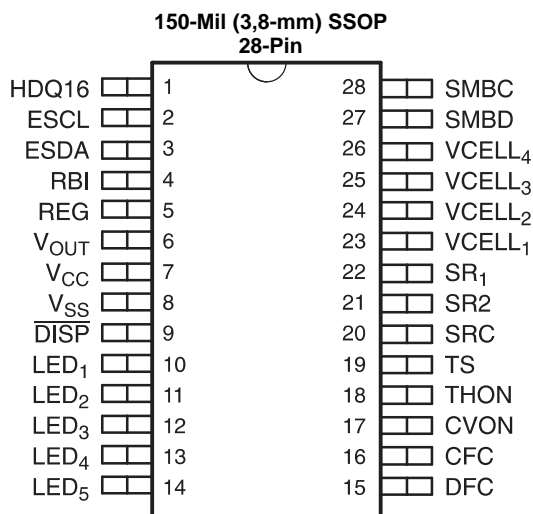 150-Mil (3,8-mm) SSOP
28-Pin
HDQ16 1 28 SMBC
ESCL 2 27 SMBD
ESDA 3 26 VCELL4
RBI 4 25 VCELL3
REG 5 24 VCELL2
VOUT 6 23 VCELL1
VCC 7 22 SR1
VSS 8 21 SR2
DISP 9 20 SRC
LED1 10 19 TS
LED2 11 18 THON
LED3 12 17 CVON
LED4 13 16 CFC
LED5 14 15 DFC